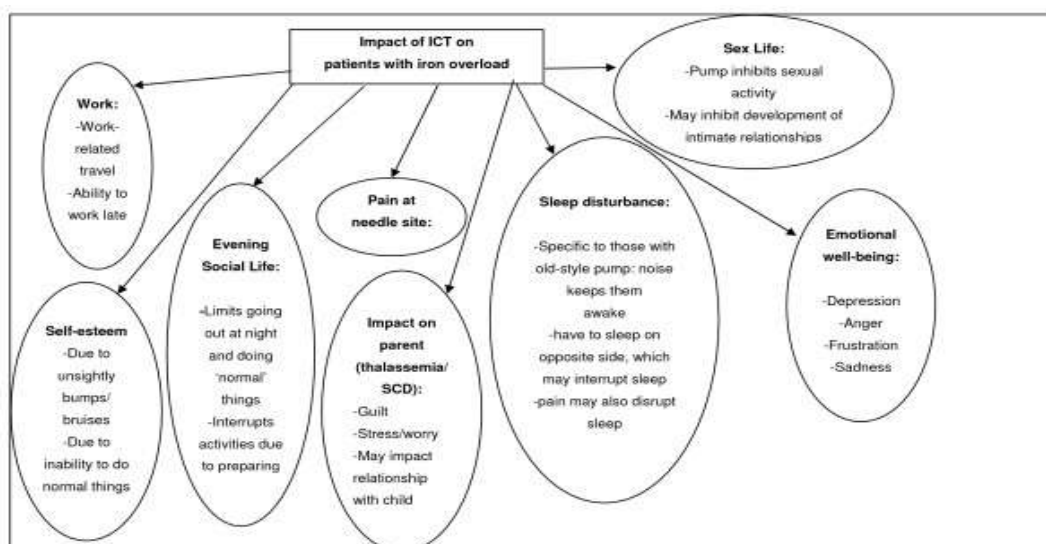 Impact of ICT on
patients with iron overload
Work:
-Work-
related
travel
-Ability to
work late
Self-esteem
-Due to
unsightly
bumps/
bruises
-Due to
inability to do
normal things
Evening
Social Life:
-Limits going
out at night
and doing
'normal'
things
-Interrupts
activities due
to preparing
Pain at
needle site:
Impact on
parent
(thalassemia/
SCD):
-Guilt
-Stress/worry
-May impact
relationship
with child
Sleep disturbance:
-Specific to those with
old-style pump: noise
keeps them
awake
-have to sleep on
opposite side, which
may interrupt sleep
-pain may also disrupt
sleep
Sex Life:
-Pump inhibits sexual
activity
-May inhibit development of
intimate relationships
Emotional
well-being:
-Depression
-Anger
-Frustration
-Sadness